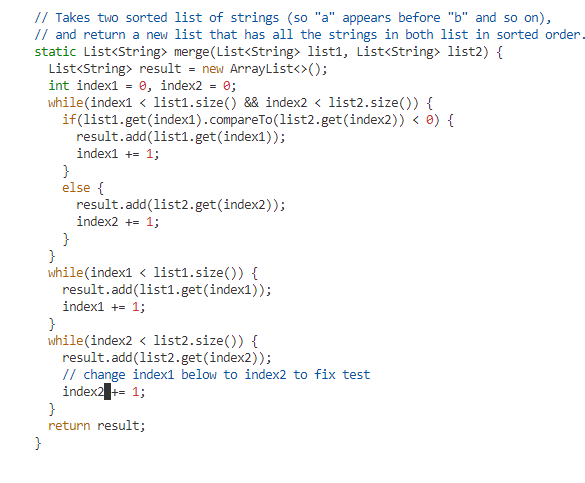 // Takes two sorted list of strings (so "a" appears before "b" and so on),
// and return a new list that has all the strings in both list in sorted order.
static List<String> merge(List<String> list1, List<String> list2) {
  List<String> result = new ArrayList<>();
  int index1 = 0, index2 = 0;
  while(index1 < list1.size() && index2 < list2.size()) {
    if(list1.get(index1).compareTo(list2.get(index2)) < 0) {
      result.add(list1.get(index1));
      index1 += 1;
    }
    else {
      result.add(list2.get(index2));
      index2 += 1;
    }
  }
  while(index1 < list1.size()) {
    result.add(list1.get(index1));
    index1 += 1;
  }
  while(index2 < list2.size()) {
    result.add(list2.get(index2));
    // change index1 below to index2 to fix test
    index2 += 1;
  }
  return result;
}